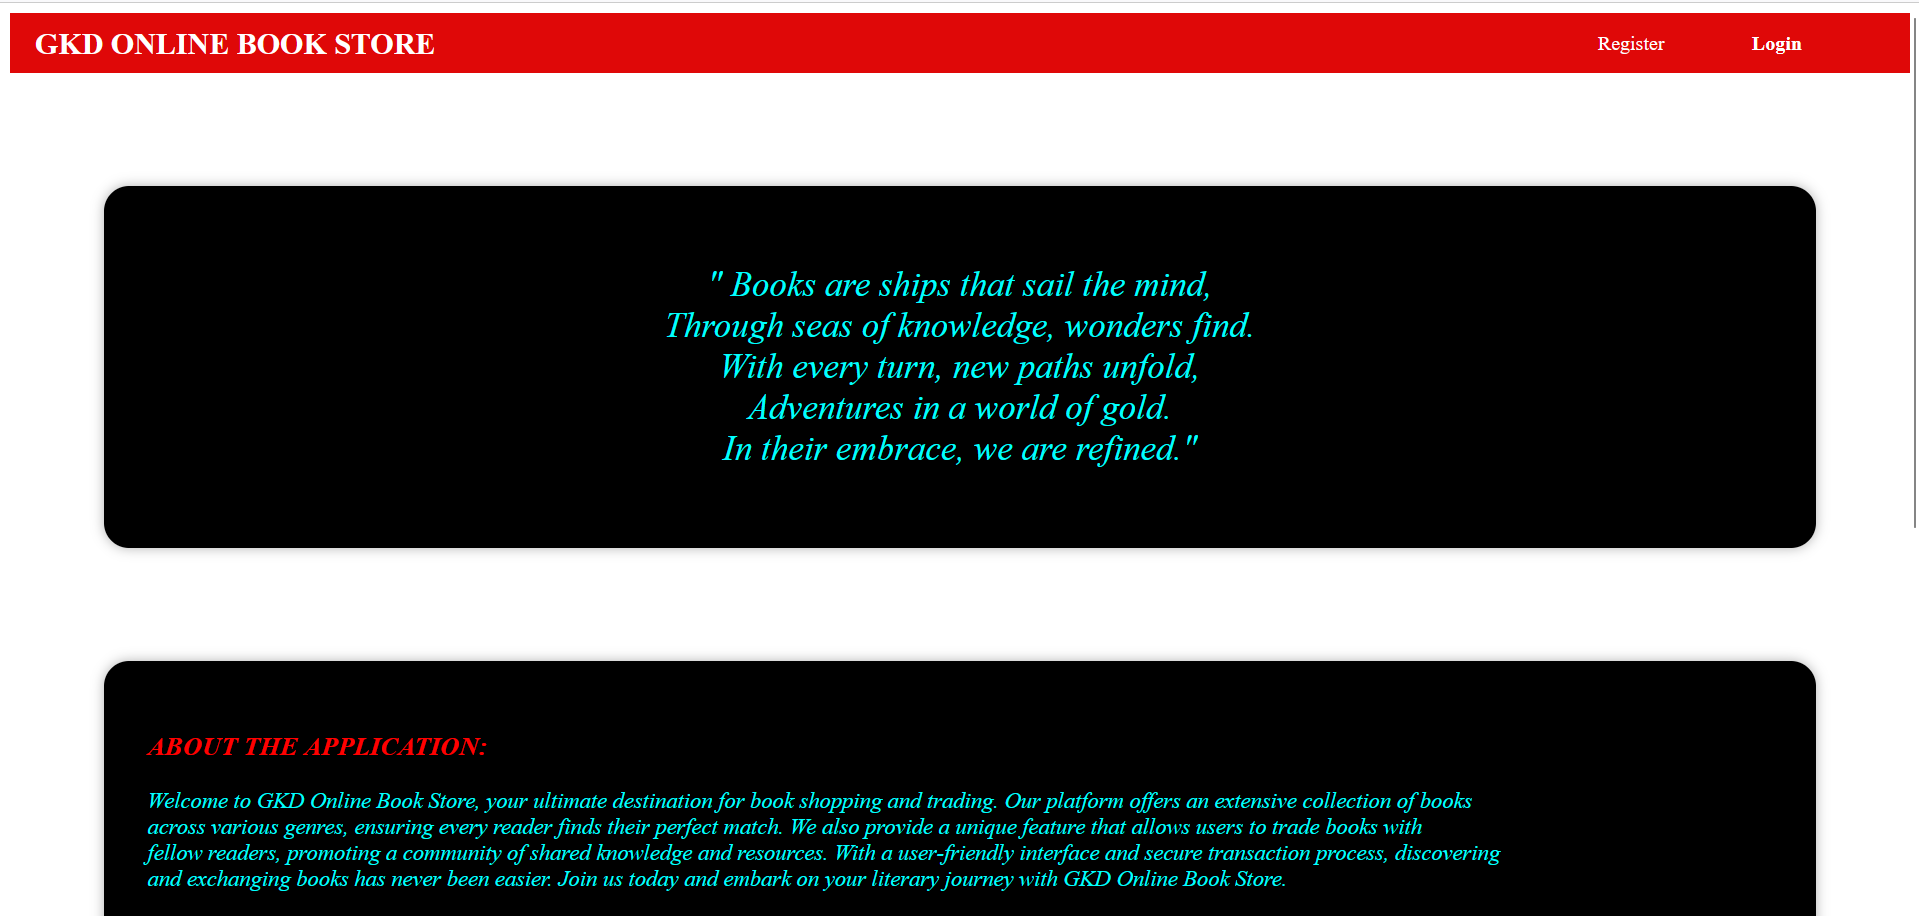 GKD ONLINE BOOK STORE
Register
Login
" Books are ships that sail the mind,
Through seas of knowledge, wonders find.
With every turn, new paths unfold,
Adventures in a world of gold.
In their embrace, we are refined."
ABOUT THE APPLICATION:
Welcome to GKD Online Book Store, your ultimate destination for book shopping and trading. Our platform offers an extensive collection of books
across various genres, ensuring every reader finds their perfect match. We also provide a unique feature that allows users to trade books with
fellow readers, promoting a community of shared knowledge and resources. With a user-friendly interface and secure transaction process, discovering
and exchanging books has never been easier. Join us today and embark on your literary journey with GKD Online Book Store.